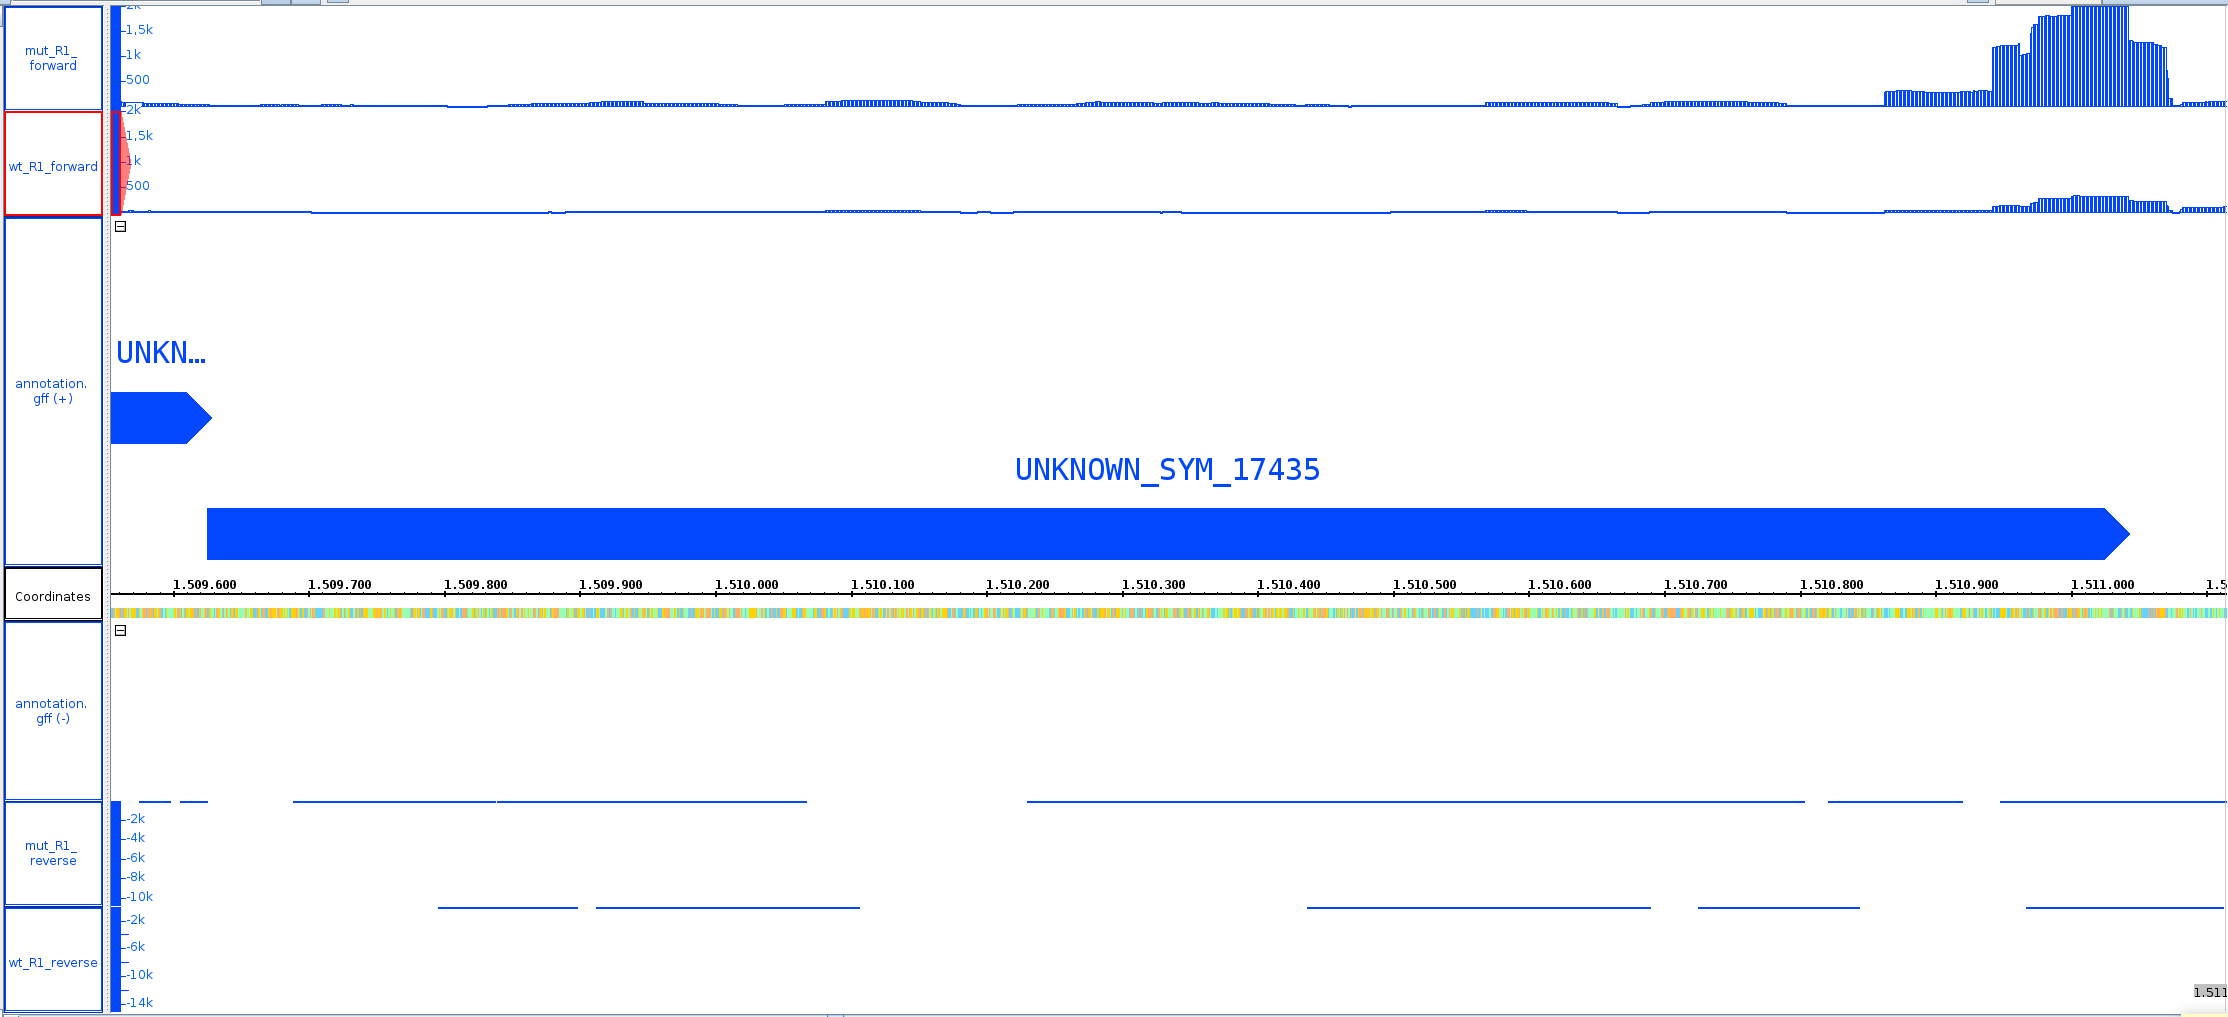 2k
1,5k
1k
500
mut_R1_
forward
2k
1,5k
1k
500
wt_R1_forward
UNKN...
annotation.
gff (+)
UNKNOWN_SYM_17435
1.509.600 1.509.700 1.509.800 1.509.900 1.510.000 1.510.100 1.510.200 1.510.300 1.510.400 1.510.500 1.510.600 1.510.700 1.510.800 1.510.900 1.511.000 1.5
Coordinates
annotation.
gff (-)
-2k
-4k
-6k
-8k
-10k
mut_R1_
reverse
-2k
-6k
-10k
-14k
wt_R1_reverse
1.511